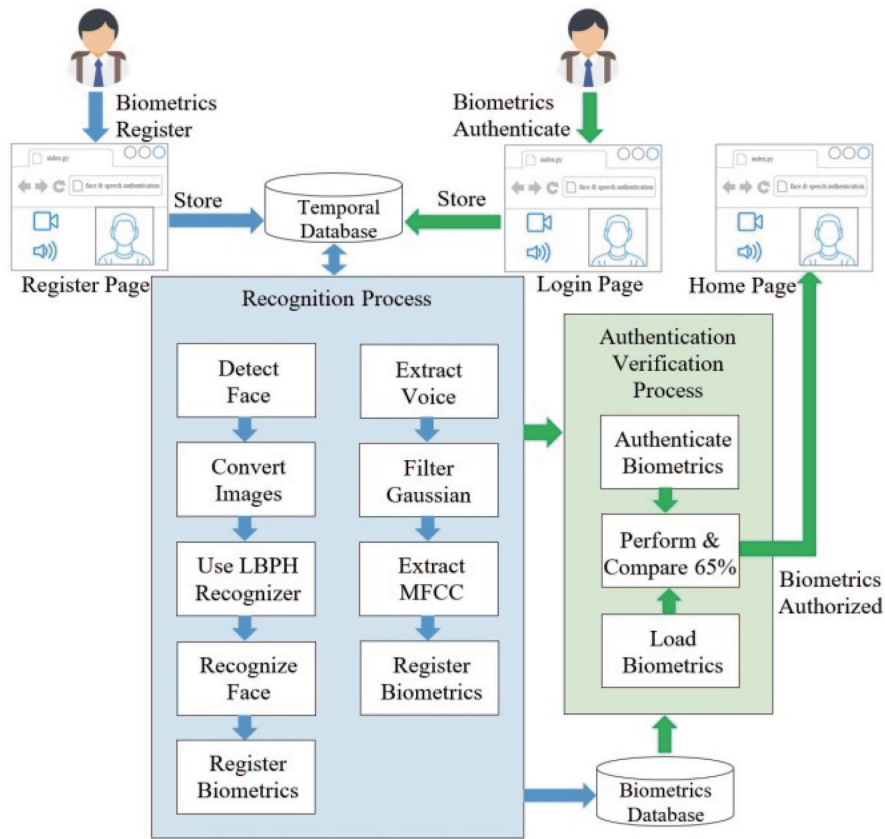 Biometrics
Register
Biometrics
Authenticate
index.py
face & speech authentication
index.py
face & speech authentication
index.py
face & speech authentication
Store
Temporal
Database
Store
Register Page
Login Page
Home Page
Recognition Process
Detect
Face
Convert
Images
Use LBPH
Recognizer
Recognize
Face
Register
Biometrics
Extract
Voice
Filter
Gaussian
Extract
MFCC
Register
Biometrics
Authentication
Verification
Process
Authenticate
Biometrics
Perform &
Compare 65%
Load
Biometrics
Biometrics
Authorized
Biometrics
Database